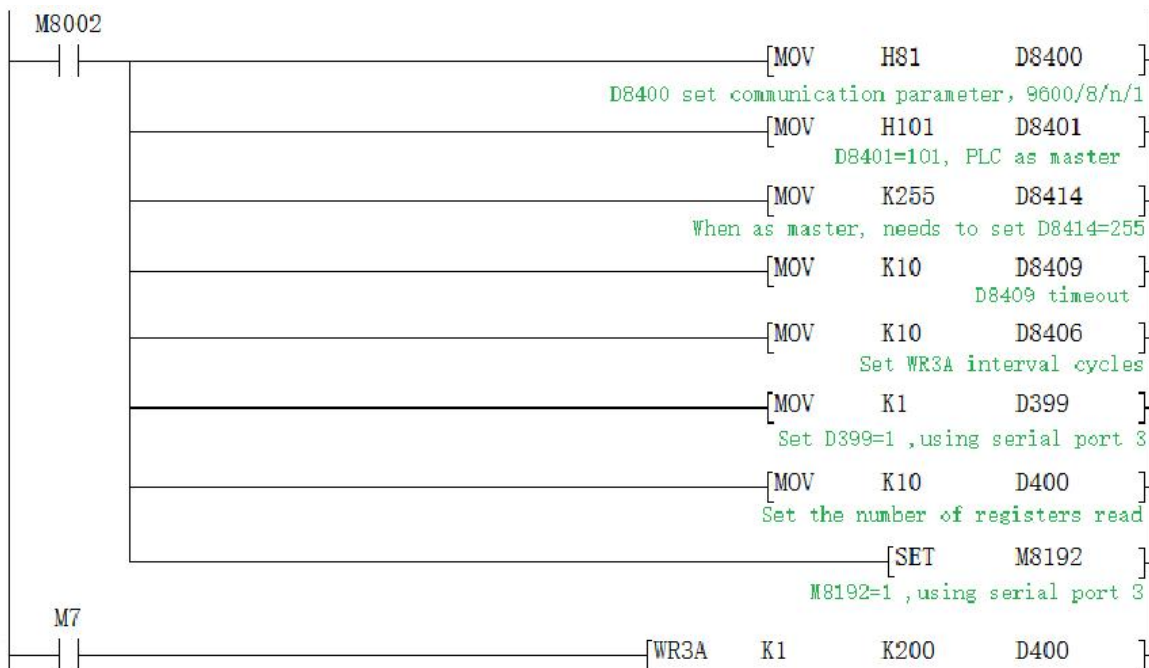 M8002
[MOV H81 D8400 ]
D8400 set communication parameter, 9600/8/n/1
[MOV H101 D8401 ]
D8401=101, PLC as master
[MOV K255 D8414 ]
When as master, needs to set D8414=255
[MOV K10 D8409 ]
D8409 timeout
[MOV K10 D8406 ]
Set WR3A interval cycles
[MOV K1 D399 ]
Set D399=1 ,using serial port 3
[MOV K10 D400 ]
Set the number of registers read
[SET M8192 ]
M8192=1 ,using serial port 3
M7
[WR3A K1 K200 D400 ]